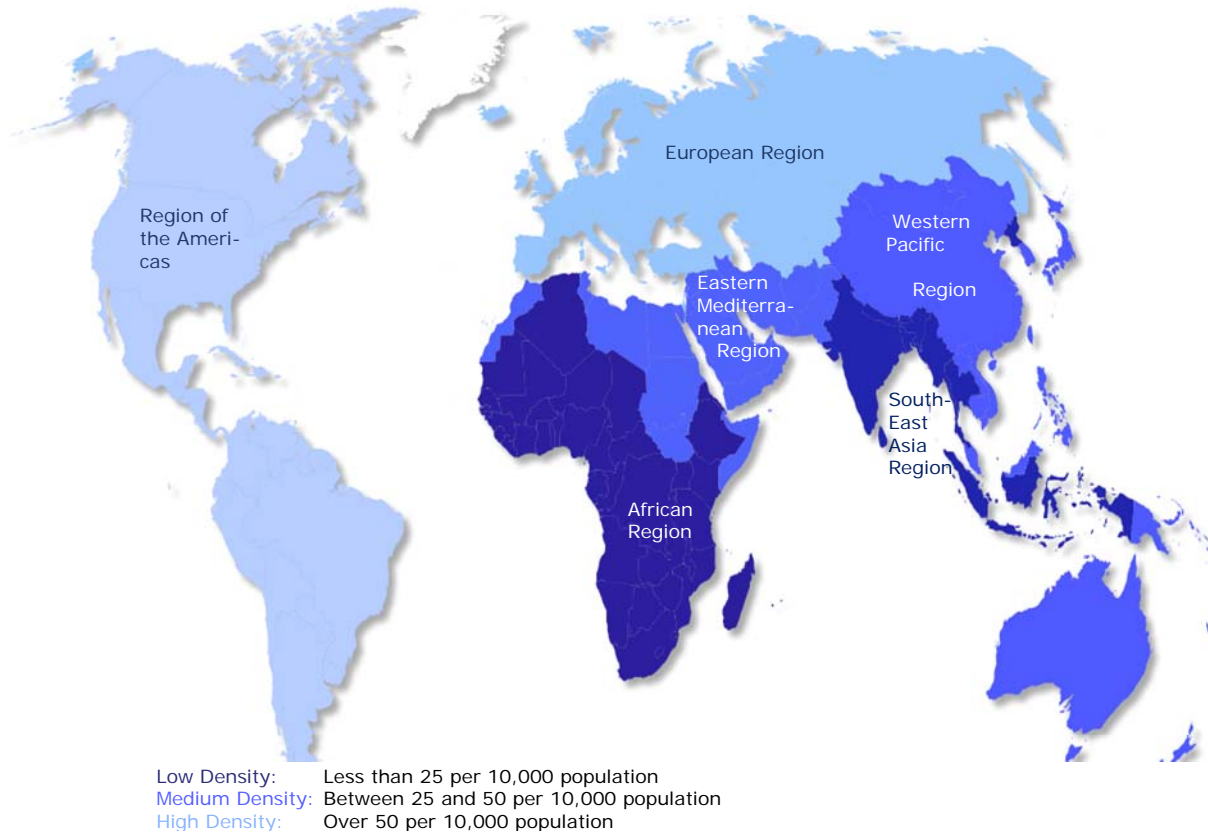 European Region
Region of
the Ameri-
cas
Western
Pacific
Region
Eastern
Mediterra-
nean
Region
South-
East
Asia
Region
African
Region
Low Density: Less than 25 per 10,000 population
Medium Density: Between 25 and 50 per 10,000 population
High Density: Over 50 per 10,000 population